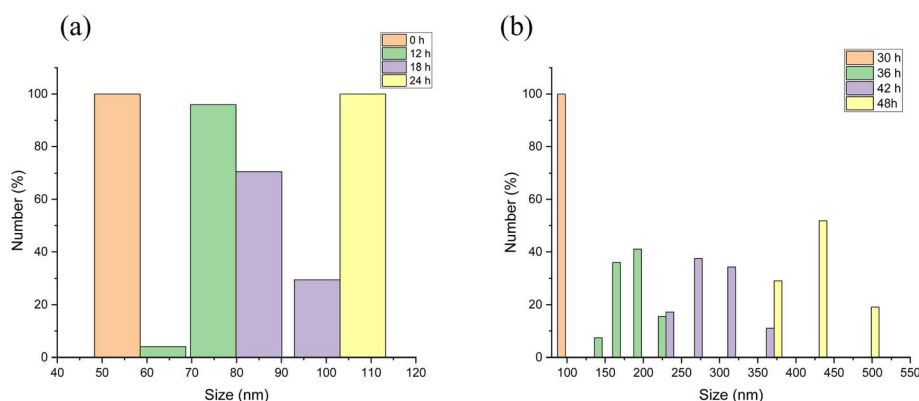 (a)
0 h
12 h
18 h
24 h
100
80
60
40
20
0
Number (%)
40 50 60 70 80 90 100 110 120
Size (nm)
(b)
30 h
36 h
42 h
48h
100
80
60
40
20
0
Number (%)
100 150 200 250 300 350 400 450 500 550
Size (nm)